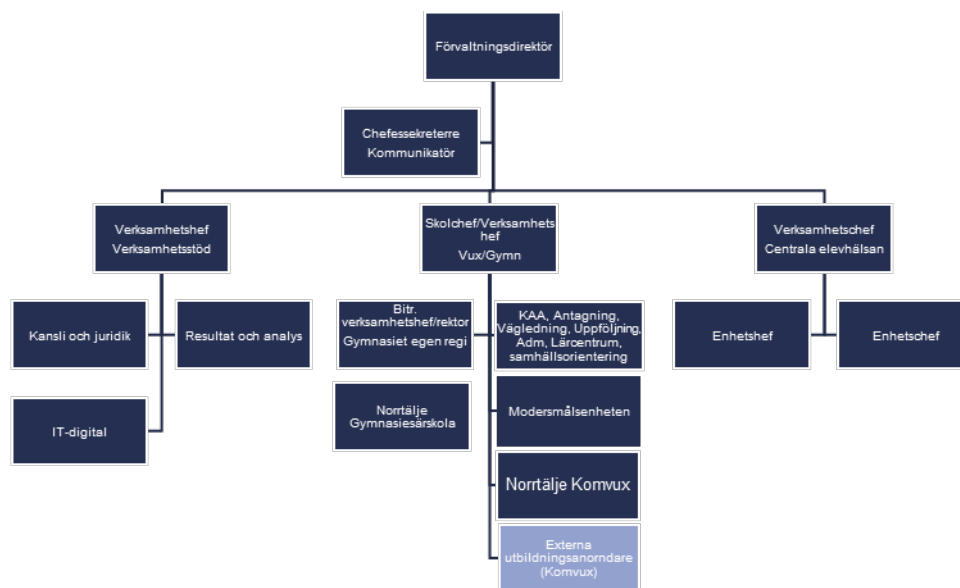 Förvaltningsdirektör
Chefessekreterre
Kommunikatör
Verksamhetshef
Verksamhetsstöd
Skolchef/Verksamhets
hef
Vux/Gymn
Verksamhetschef
Centrala elevhälsan
Kansli och juridik
Resultat och analys
Bitr.
verksamhetshef/rektor
Gymnasiet egen regi
KAA, Antagning,
Vägledning, Uppföljning,
Adm, Lärcentrum,
samhällsorientering
Enhetshef
Enhetschef
IT-digital
Norrtälje
Gymnasiesärskola
Modersmålsenheten
Norrtälje Komvux
Externa
utbildningsanorndare
(Komvux)